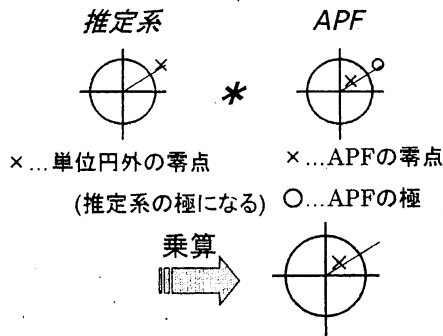 推定系 APF
*
×…単位円外の零点 ×…APFの零点
(推定系の極になる) ○…APFの極
乗算